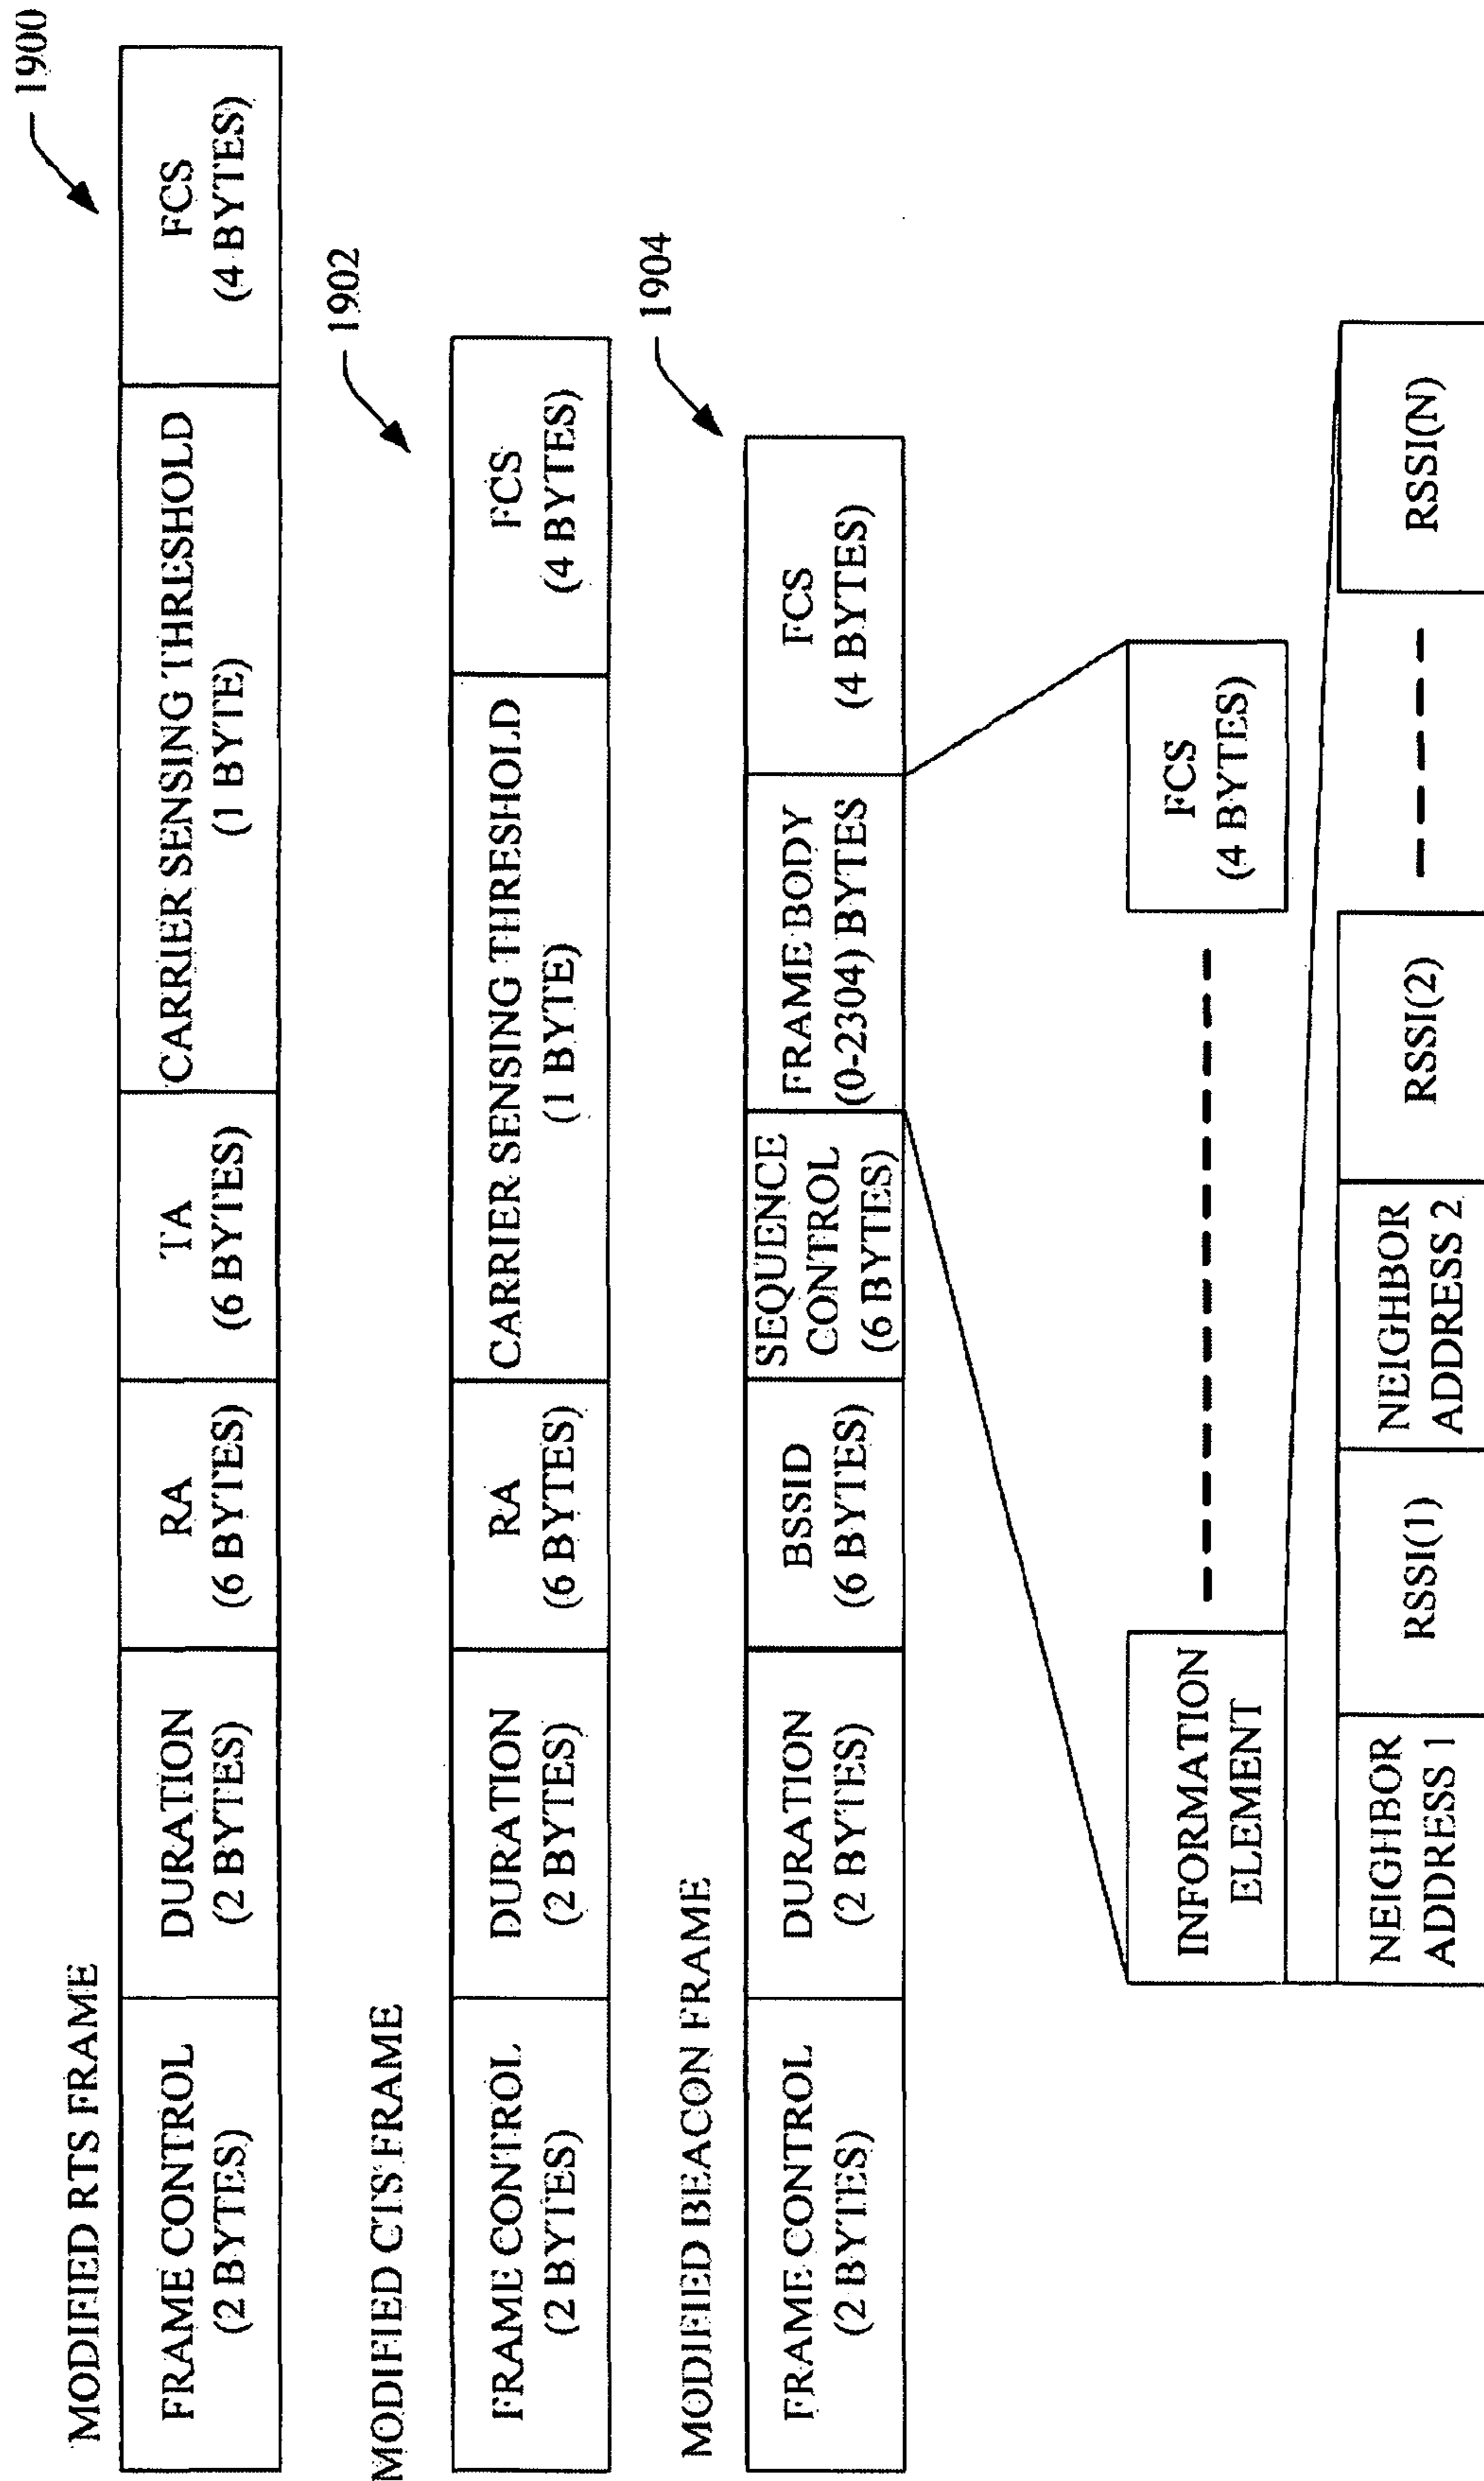 MODIFIED RTS FRAME
1900
FRAME CONTROL
(2 BYTES)
DURATION
(2 BYTES)
RA
(6 BYTES)
TA
(6 BYTES)
CARRIER SENSING THRESHOLD
(1 BYTE)
FCS
(4 BYTES)
MODIFIED CTS FRAME
1902
FRAME CONTROL
(2 BYTES)
DURATION
(2 BYTES)
RA
(6 BYTES)
CARRIER SENSING THRESHOLD
(1 BYTE)
FCS
(4 BYTES)
MODIFIED BEACON FRAME
1904
FRAME CONTROL
(2 BYTES)
DURATION
(2 BYTES)
BSSID
(6 BYTES)
SEQUENCE
CONTROL
(6 BYTES)
FRAME BODY
(0-2304) BYTES
FCS
(4 BYTES)
INFORMATION
ELEMENT
FCS
(4 BYTES)
NEIGHBOR
ADDRESS 1
RSSI(1)
NEIGHBOR
ADDRESS 2
RSSI(2)
RSSI(N)